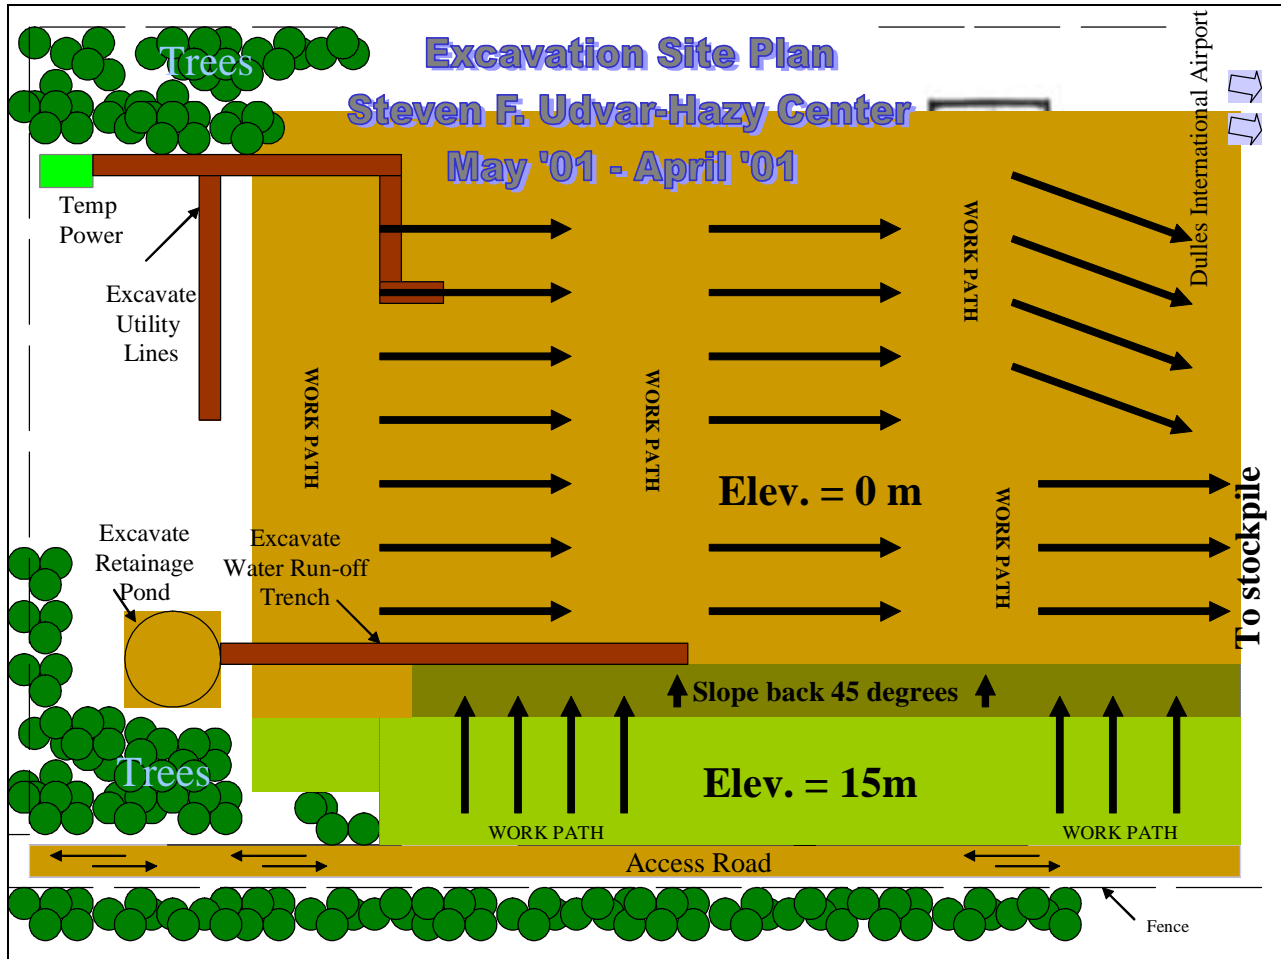 Trees
Excavation Site Plan
Steven F. Udvar-Hazy Center
May '01 - April '01
Dulles International Airport
Temp
Power
Excavate
Utility
Lines
WORK PATH
WORK PATH
WORK PATH
Elev. = 0 m
WORK PATH
To stockpile
Excavate
Retainage
Pond
Excavate
Water Run-off
Trench
Slope back 45 degrees
Trees
Elev. = 15m
WORK PATH
WORK PATH
Access Road
Fence